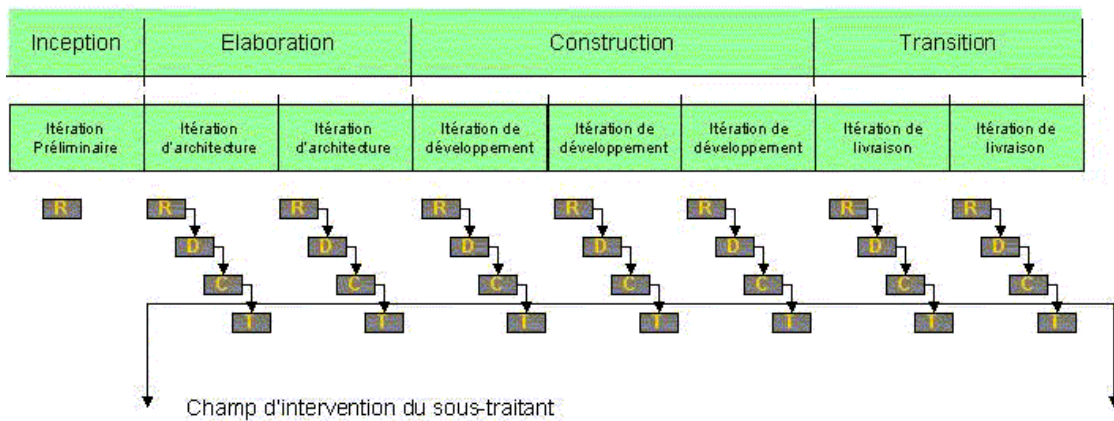 Inception Elaboration Construction Transition
Itération Itération Itération Itération de Itération de Itération de Itération de Itération de
Préliminaire d'architecture d'architecture développement développement développement livraison livraison
R R R R R R R R
D D D D D D D
C C C C C C C
T T T T T T T
Champ d'intervention du sous-traitant